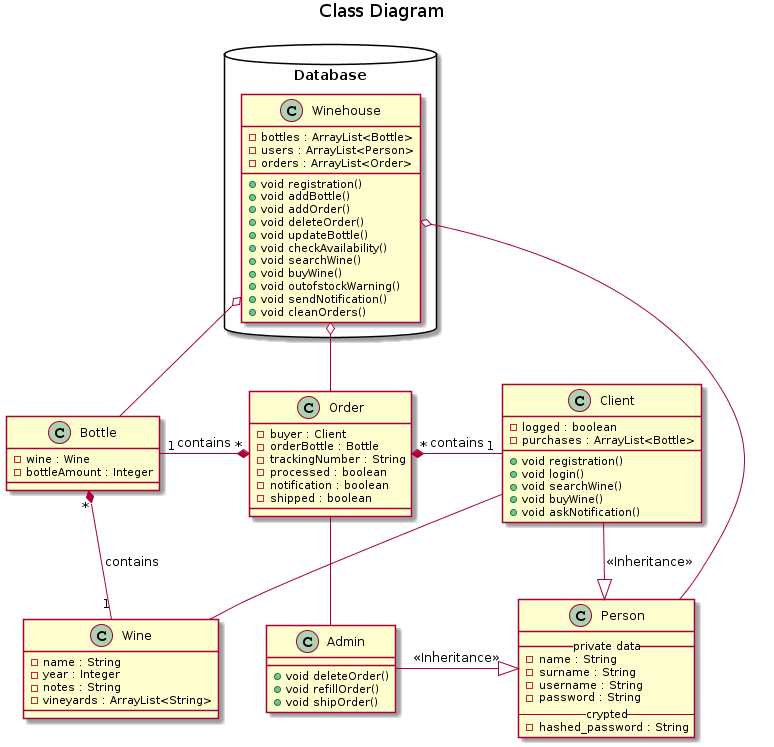 Class Diagram
Database
C Winehouse
bottles : ArrayList<Bottle>
users : ArrayList<Person>
orders : ArrayList<Order>
void registration()
void addBottle()
void addOrder()
void deleteOrder()
void updateBottle()
void checkAvailability()
void searchWine()
void buyWine()
void outofstockWarning()
void sendNotification()
void cleanOrders()
C Bottle
wine : Wine
bottleAmount : Integer
1 contains *
C Order
buyer : Client
orderBottle : Bottle
trackingNumber : String
processed : boolean
notification : boolean
shipped : boolean
* contains 1
C Client
logged : boolean
purchases : ArrayList<Bottle>
void registration()
void login()
void searchWine()
void buyWine()
void askNotification()
*
contains
1
«Inheritance»
C Wine
name : String
year : Integer
notes : String
vineyards : ArrayList<String>
C Admin
void deleteOrder()
void refillOrder()
void shipOrder()
«Inheritance»
C Person
private data
name : String
surname : String
username : String
password : String
crypted
hashed_password : String